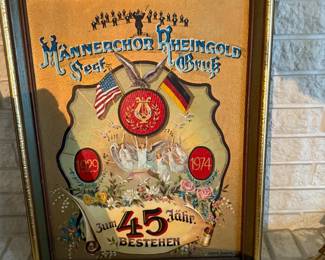 Männerchor Rheingold
Fest Gruß
1929
1974
Zum 45 Jähr.
BESTEHEN